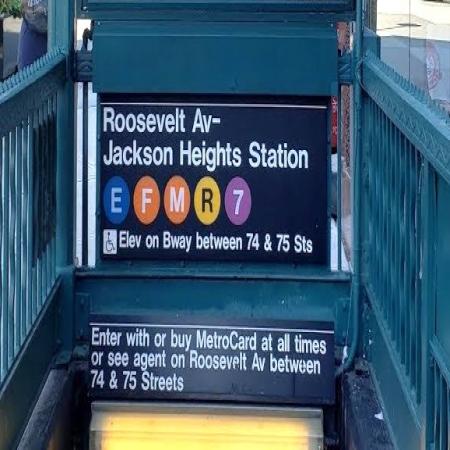 Roosevelt Av-
Jackson Heights Station
E F M R 7
Elev on Bway between 74 & 75 Sts
Enter with or buy MetroCard at all times
or see agent on Roosevelt Av between
74 & 75 Streets